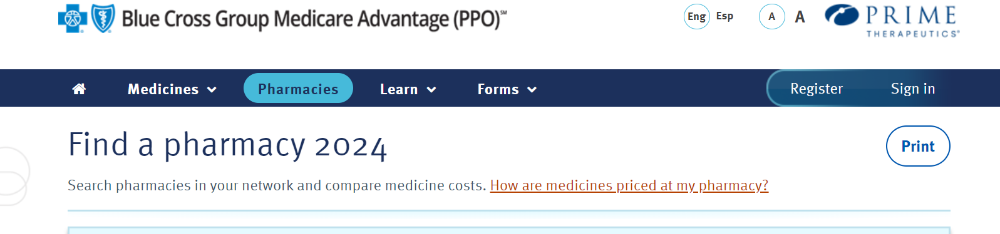 Blue Cross Group Medicare Advantage (PPO)℠
Eng Esp A A
PRIME
THERAPEUTICS®
Medicines Pharmacies Learn Forms Register Sign in
Find a pharmacy 2024
Print
Search pharmacies in your network and compare medicine costs. How are medicines priced at my pharmacy?